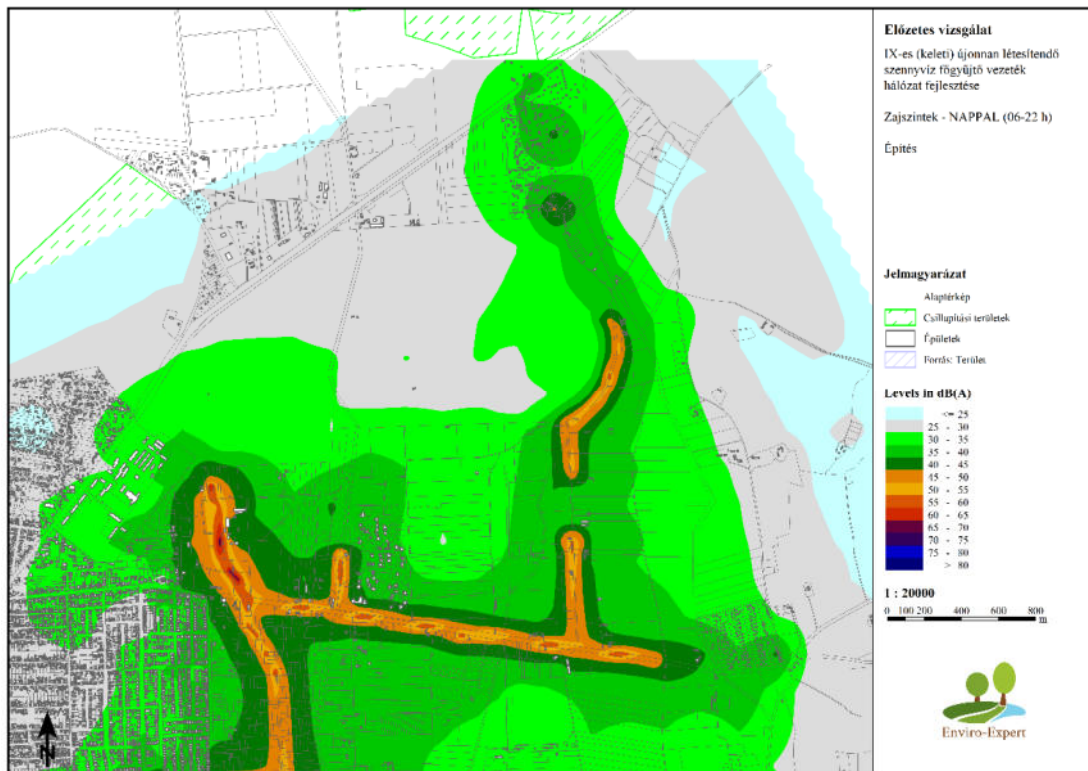 Előzetes vizsgálat
IX-es (keleti) újonnan létesítendő
szennyvíz főgyűjtő vezeték
hálózat fejlesztése
Zajszintek - NAPPAL (06-22 h)
Építés
Jelmagyarázat
Alaptérkép
Csillapítási területek
Épületek
Forrás: Terület
Levels in dB(A)
<= 25
25 - 30
30 - 35
35 - 40
40 - 45
45 - 50
50 - 55
55 - 60
60 - 65
65 - 70
70 - 75
75 - 80
> 80
1 : 20000
0 100 200 400 600 800
m
N
Enviro-Expert